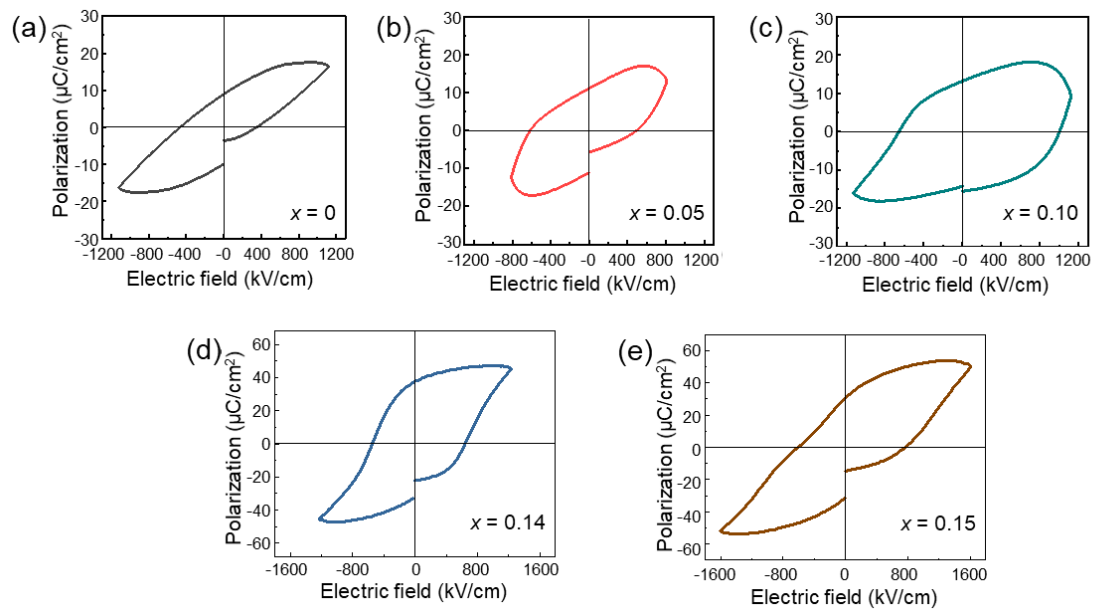 (a)
30
20
10
0
-10
-20
-30
Polarization (μC/cm²)
x = 0
-1200 -800 -400 0 400 800 1200
Electric field (kV/cm)
(b)
30
20
10
0
-10
-20
-30
Polarization (μC/cm²)
x = 0.05
-1200 -800 -400 0 400 800 1200
Electric field (kV/cm)
(c)
30
20
10
0
-10
-20
-30
Polarization (μC/cm²)
x = 0.10
-1200 -800 -400 0 400 800 1200
Electric field (kV/cm)
(d)
60
40
20
0
-20
-40
-60
Polarization (μC/cm²)
x = 0.14
-1600 -800 0 800 1600
Electric field (kV/cm)
(e)
60
40
20
0
-20
-40
-60
Polarization (μC/cm²)
x = 0.15
-1600 -800 0 800 1600
Electric field (kV/cm)